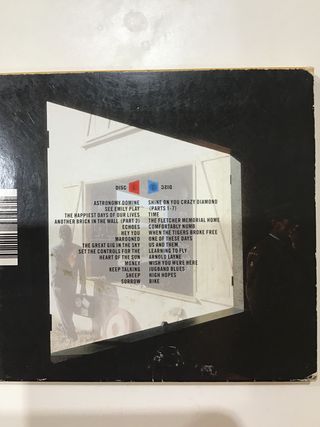 DISC
ASTRONOMY DOMINE
SEE EMILY PLAY
THE HAPPIEST DAYS OF OUR LIVES
ANOTHER BRICK IN THE WALL (PART 2)
ECHOES
HEY YOU
MAROONED
THE GREAT GIG IN THE SKY
SET THE CONTROLS FOR THE
HEART OF THE SUN
MONEY
KEEP TALKING
SHEEP
SORROW
DISC
SHINE ON YOU CRAZY DIAMOND
(PARTS 1-7)
TIME
THE FLETCHER MEMORIAL HOME
COMFORTABLY NUMB
WHEN THE TIGERS BROKE FREE
ONE OF THESE DAYS
US AND THEM
LEARNING TO FLY
ARNOLD LAYNE
WISH YOU WERE HERE
JUGBAND BLUES
HIGH HOPES
BIKE